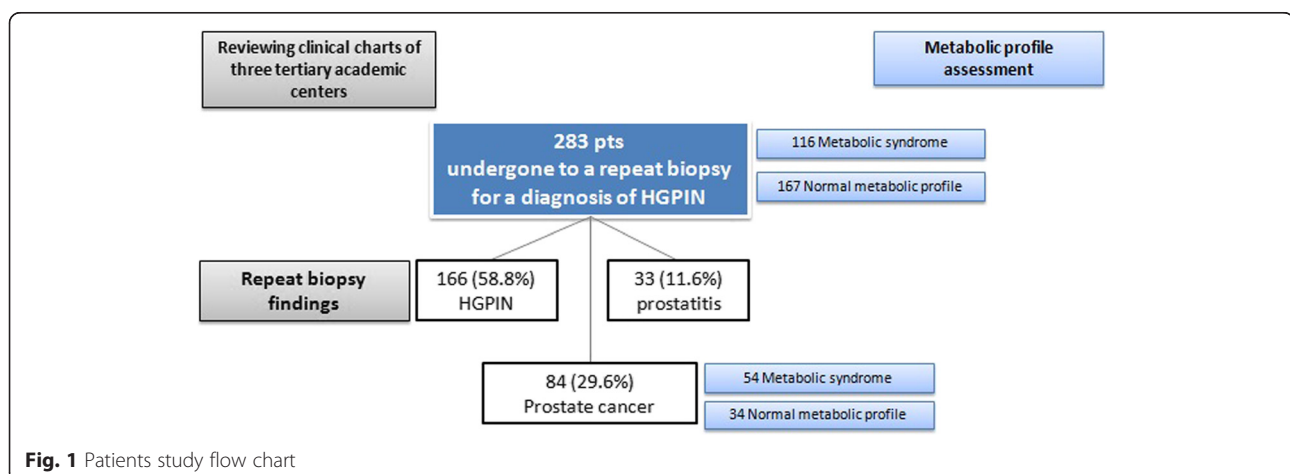 Reviewing clinical charts of
three tertiary academic
centers
Metabolic profile
assessment
283 pts
undergone to a repeat biopsy
for a diagnosis of HGPIN
116 Metabolic syndrome
167 Normal metabolic profile
Repeat biopsy
findings
166 (58.8%)
HGPIN
33 (11.6%)
prostatitis
84 (29.6%)
Prostate cancer
54 Metabolic syndrome
34 Normal metabolic profile
Fig. 1 Patients study flow chart